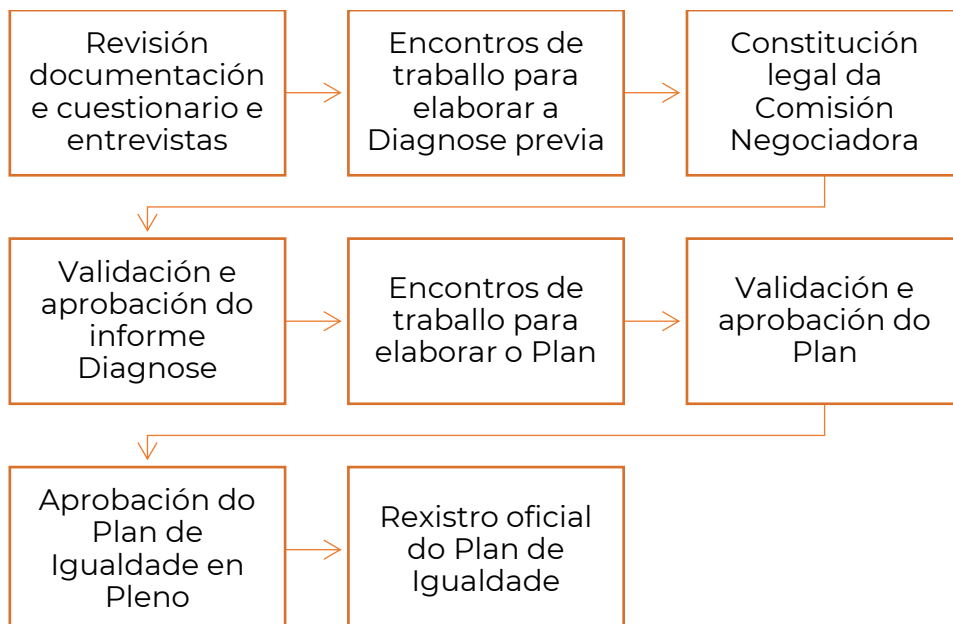 Revisión
documentación
e cuestionario e
entrevistas
Encontros de
traballo para
elaborar a
Diagnose previa
Constitución
legal da
Comisión
Negociadora
Validación e
aprobación do
informe
Diagnose
Encontros de
traballo para
elaborar o Plan
Validación e
aprobación do
Plan
Aprobación do
Plan de
Igualdade en
Pleno
Rexistro oficial
do Plan de
Igualdade